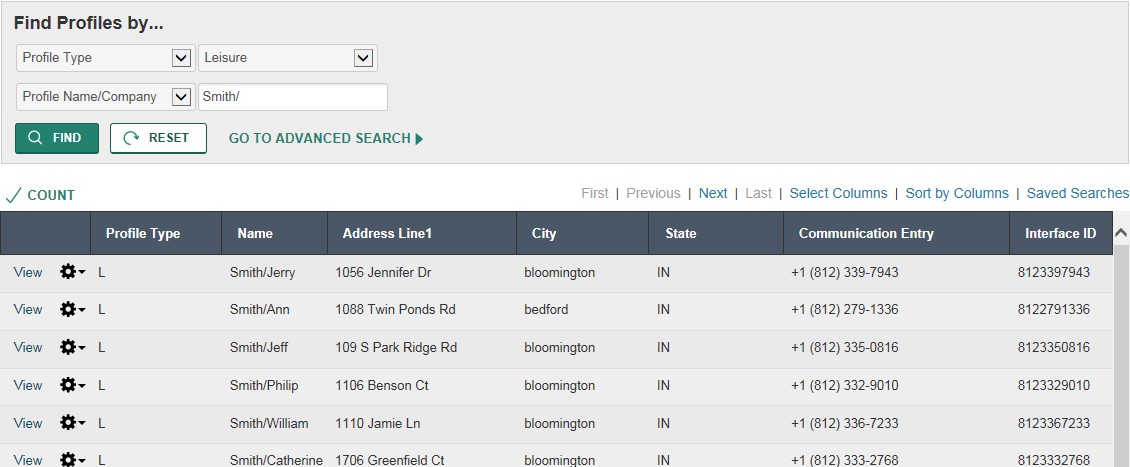 Find Profiles by...
Profile Type Leisure
Profile Name/Company Smith/
FIND RESET GO TO ADVANCED SEARCH
COUNT First | Previous | Next | Last | Select Columns | Sort by Columns | Saved Searches
Profile Type Name Address Line1 City State Communication Entry Interface ID
View L Smith/Jerry 1056 Jennifer Dr bloomington IN +1 (812) 339-7943 8123397943
View L Smith/Ann 1088 Twin Ponds Rd bedford IN +1 (812) 279-1336 8122791336
View L Smith/Jeff 109 S Park Ridge Rd bloomington IN +1 (812) 335-0816 8123350816
View L Smith/Philip 1106 Benson Ct bloomington IN +1 (812) 332-9010 8123329010
View L Smith/William 1110 Jamie Ln bloomington IN +1 (812) 336-7233 8123367233
View L Smith/Catherine 1706 Greenfield Ct bloomington IN +1 (812) 333-2768 8123332768